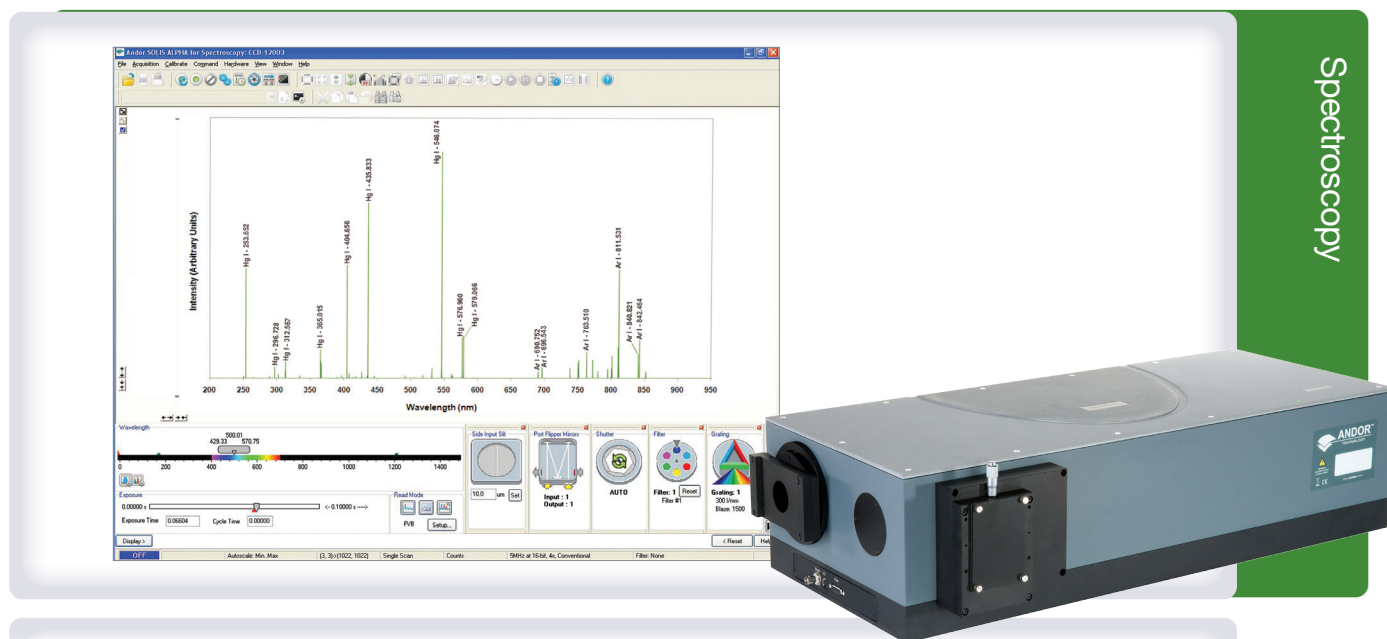 Spectroscopy
Andor SOLIS ALPHA for Spectroscopy: CCD-12003
File Acquisition Calibrate Command Hardware View Window Help
Intensity (Arbitrary Units)
Hg I - 253.652
Hg I - 296.728
Hg I - 312.567
Hg I - 365.015
Hg I - 404.656
Hg I - 435.833
Hg I - 546.074
Hg I - 576.960
Hg I - 579.066
Ar I - 696.543
Ar I - 763.510
Ar I - 811.531
Ar I - 840.821
Ar I - 842.464
200 250 300 350 400 450 500 550 600 650 700 750 800 850 900 950
Wavelength (nm)
Wavelength
500.01
429.33 570.75
0 200 400 600 800 1000 1200 1400
Exposure
0.00000 s <- 0.10000 s --->
Exposure Time 0.06604 Cycle Time 0.00000
Read Mode
FVB Setup...
Side Input Slit
10.0 um Set
Port Flipper Mirrors
Input : 1
Output : 1
Shutter
AUTO
Filter
Filter: 1 Reset
Filter #1
Grating
Grating: 1
300 l/mm
Blaze: 1500
Display >
< Reset
OFF Autoscale: Min..Max (3, 3)->(1022, 1022) Single Scan Counts 5MHz at 16-bit, 4x, Conventional Filter: None
ANDOR